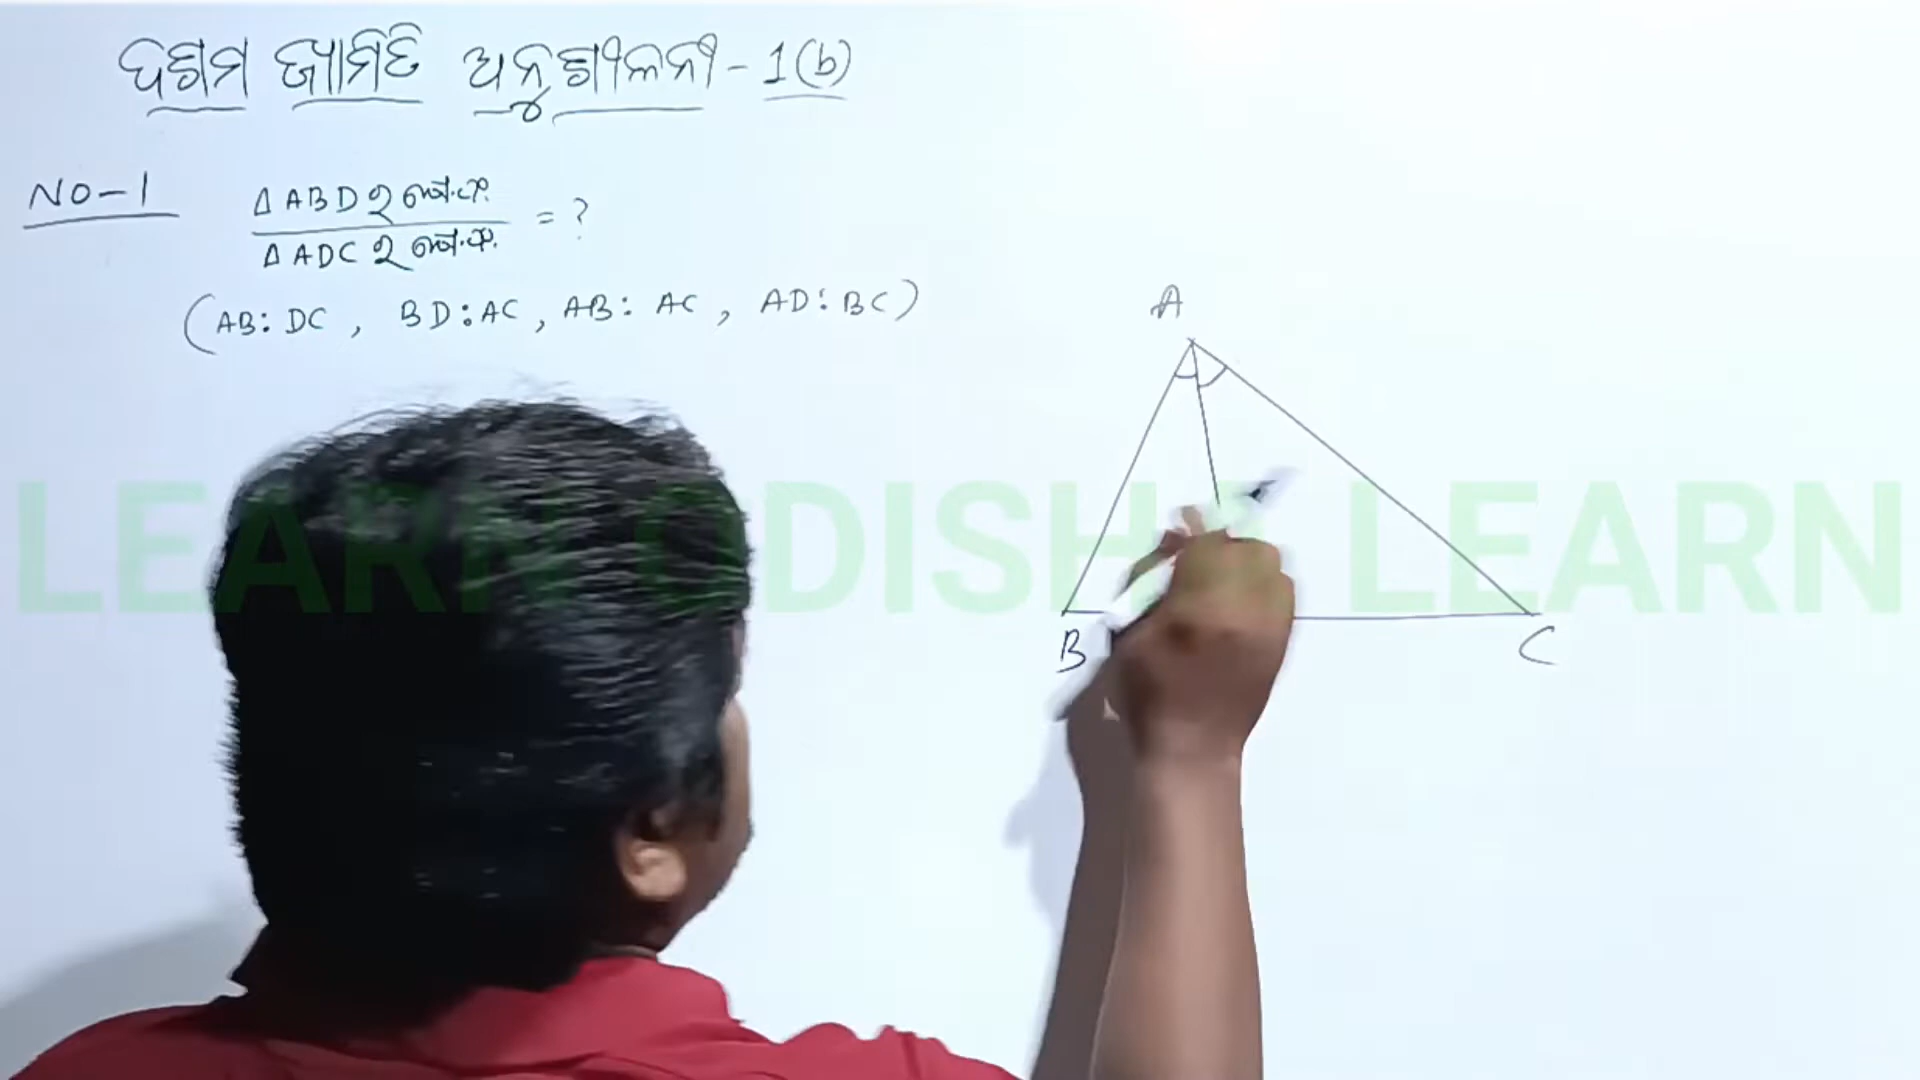 ଦଶମ ଜ୍ୟାମିତି ଅନୁଶୀଳନୀ - 1(b)
NO-1
Δ ABD ର କ୍ଷେ.ଫ.
Δ ADC ର କ୍ଷେ.ଫ.
= ?
(AB: DC , BD:AC, AB: AC , AD:BC)
A
B
C
LEARN ODISHA LEARN